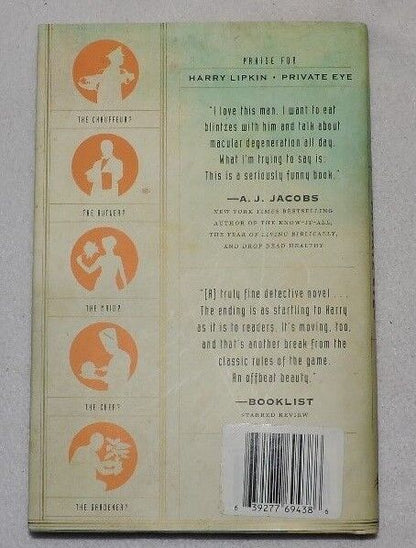 THE CHAUFFEUR?
THE BUTLER?
THE MAID?
THE CHEF?
THE GARDENER?
PRAISE FOR
HARRY LIPKIN • PRIVATE EYE
"I love this man. I want to eat
blintzes with him and talk about
macular degeneration all day.
What I'm trying to say is:
This is a seriously funny book."
—A. J. JACOBS
NEW YORK TIMES BESTSELLING
AUTHOR OF THE KNOW-IT-ALL,
THE YEAR OF LIVING BIBLICALLY,
AND DROP DEAD HEALTHY
"[A] truly fine detective novel . . .
The ending is as startling to Harry
as it is to readers. It's moving, too,
and that's another break from the
classic rules of the game.
An offbeat beauty."
—BOOKLIST
STARRED REVIEW
6 39277 69438 6